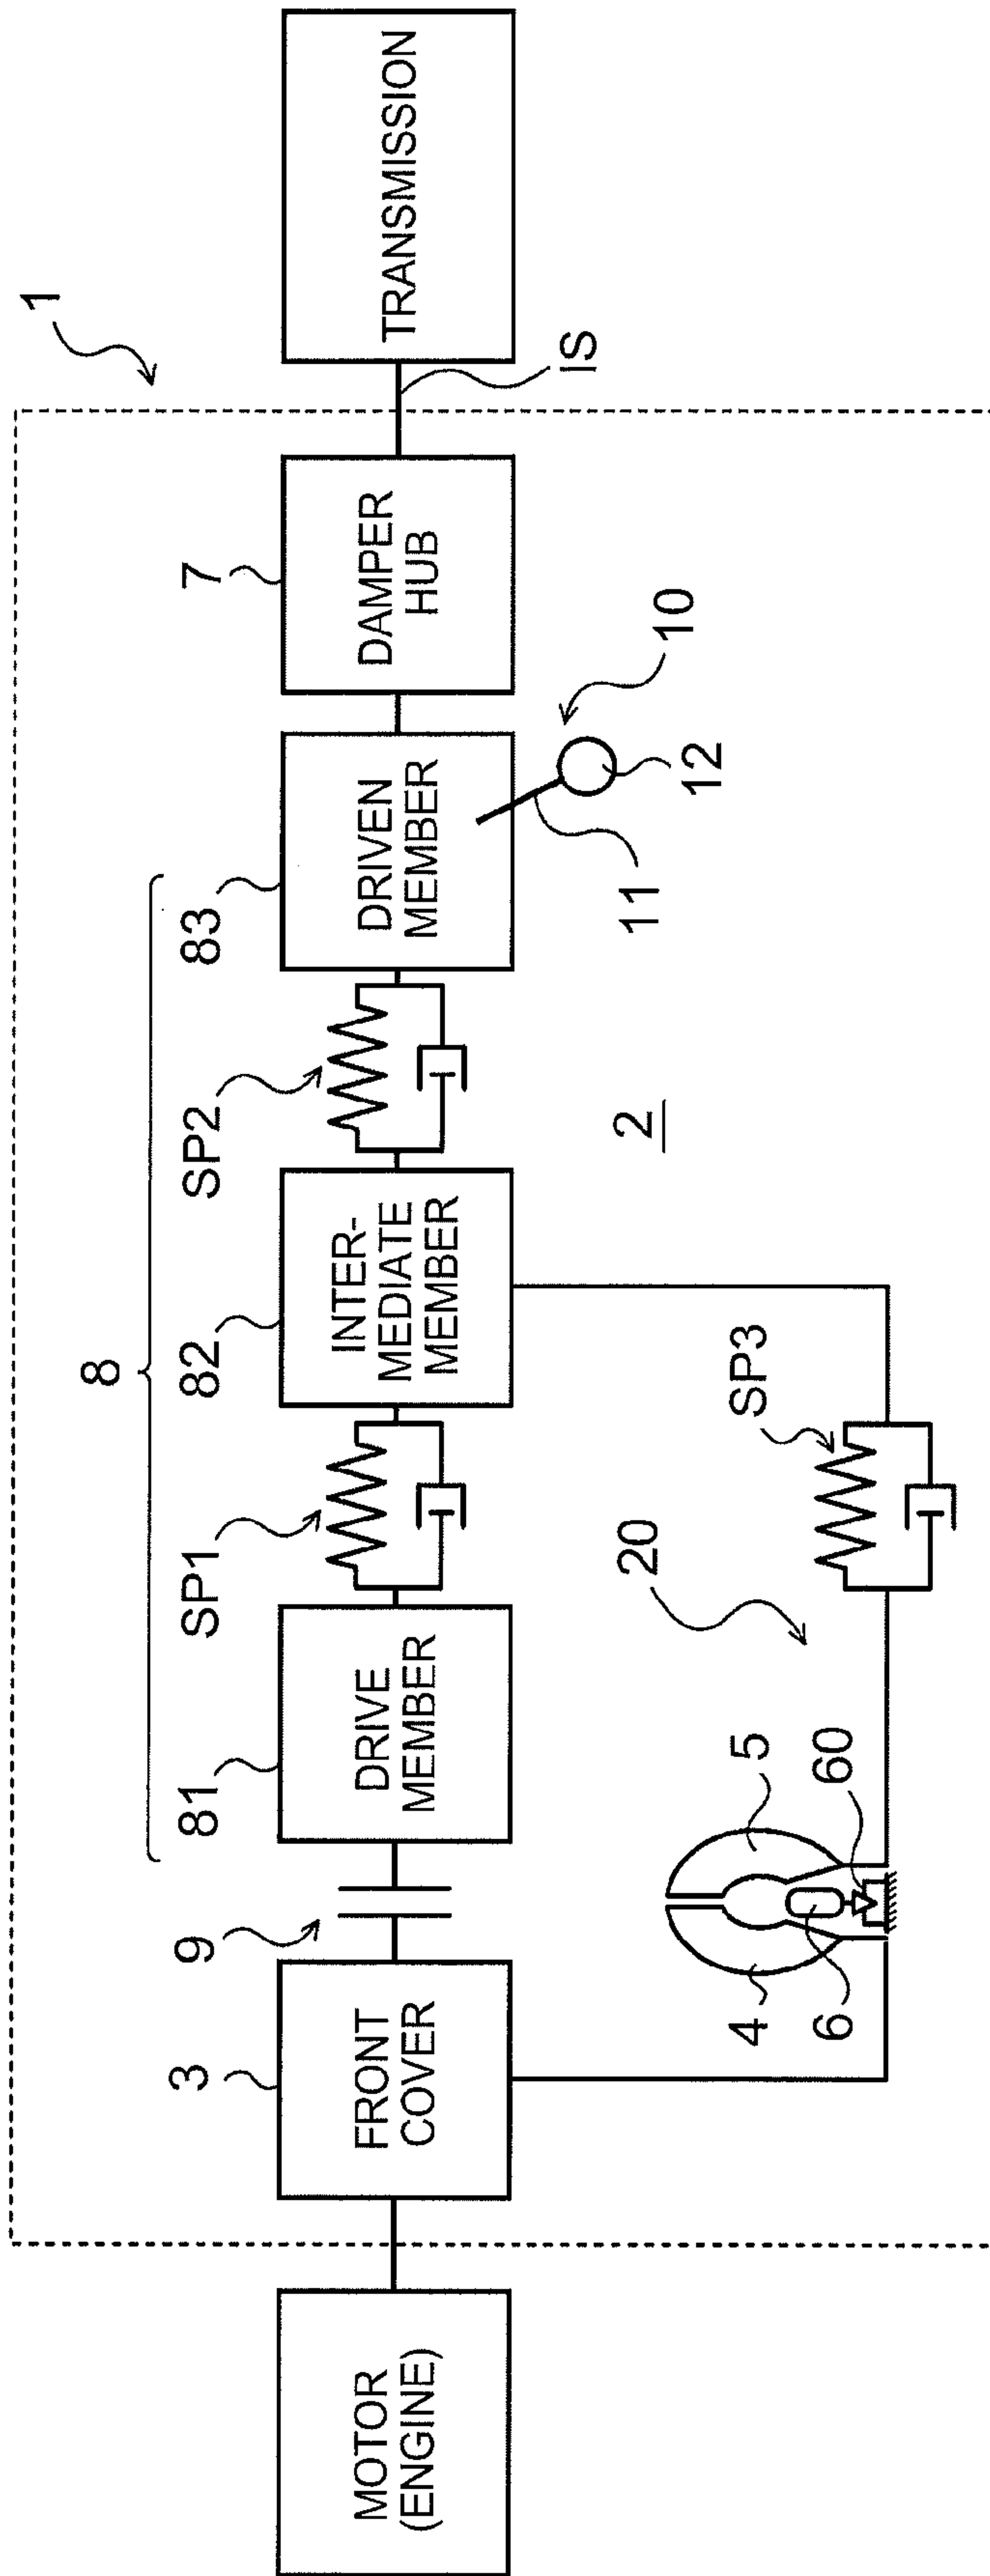 1
8
MOTOR
(ENGINE)
3
FRONT
COVER
9
81
DRIVE
MEMBER
SP1
82
INTER-
MEDIATE
MEMBER
SP2
83
DRIVEN
MEMBER
7
DAMPER
HUB
IS
TRANSMISSION
10
11
12
2
20
4
6
5
60
SP3